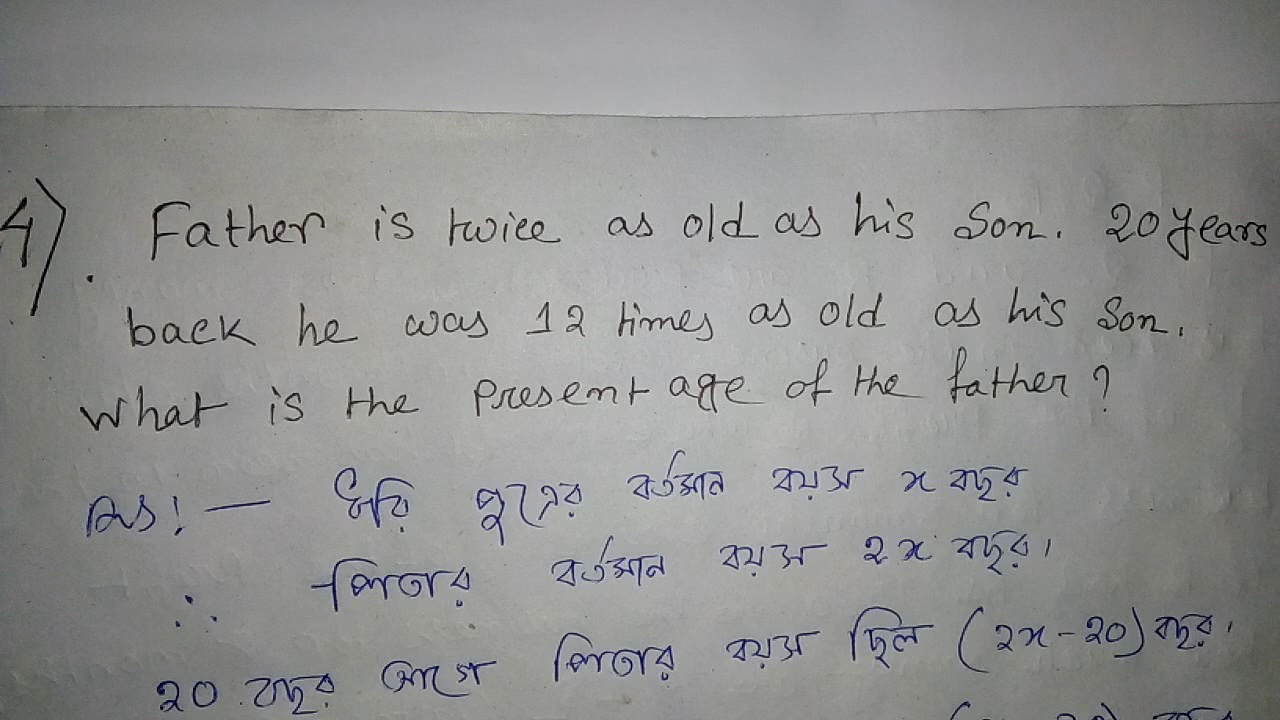 4). Father is twice as old as his Son. 20 years
back he was 12 times as old as his Son.
What is the present age of the father?
Ans:- ধরি পুত্রের বর্তমান বয়স x বছর
∴ পিতার বর্তমান বয়স 2x বছর।
20 বছর আগে পিতার বয়স ছিল (2x-20) বছর।